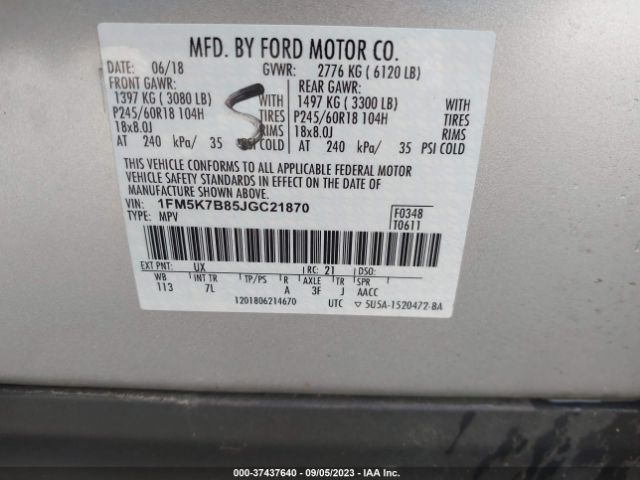 MFD. BY FORD MOTOR CO.
DATE: 06/18 GVWR: 2776 KG ( 6120 LB)
FRONT GAWR: REAR GAWR:
1397 KG ( 3080 LB) WITH 1497 KG ( 3300 LB) WITH
P245/60R18 104H TIRES P245/60R18 104H TIRES
18x8.0J RIMS 18x8.0J RIMS
AT 240 kPa/ 35 PSI COLD AT 240 kPa/ 35 PSI COLD
5
THIS VEHICLE CONFORMS TO ALL APPLICABLE FEDERAL MOTOR
VEHICLE SAFETY STANDARDS IN EFFECT ON THE DATE OF
MANUFACTURE SHOWN ABOVE.
VIN: 1FM5K7B85JGC21870 F0348
TYPE: MPV T0611
EXT PNT: UX RC: 21 DSO:
WB INT TR TP/PS R AXLE TR SPR
113 7L A 3F J AACC
1201806214670 UTC ▽ 5U5A-1520472-BA
000-37437640 - 09/05/2023 - IAA Inc.